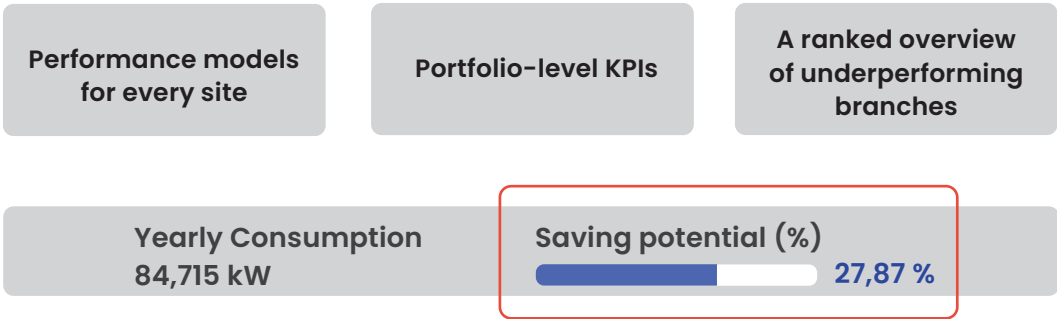 Performance models
for every site
Portfolio-level KPIs
A ranked overview
of underperforming
branches
Yearly Consumption
84,715 kW
Saving potential (%)
27,87 %